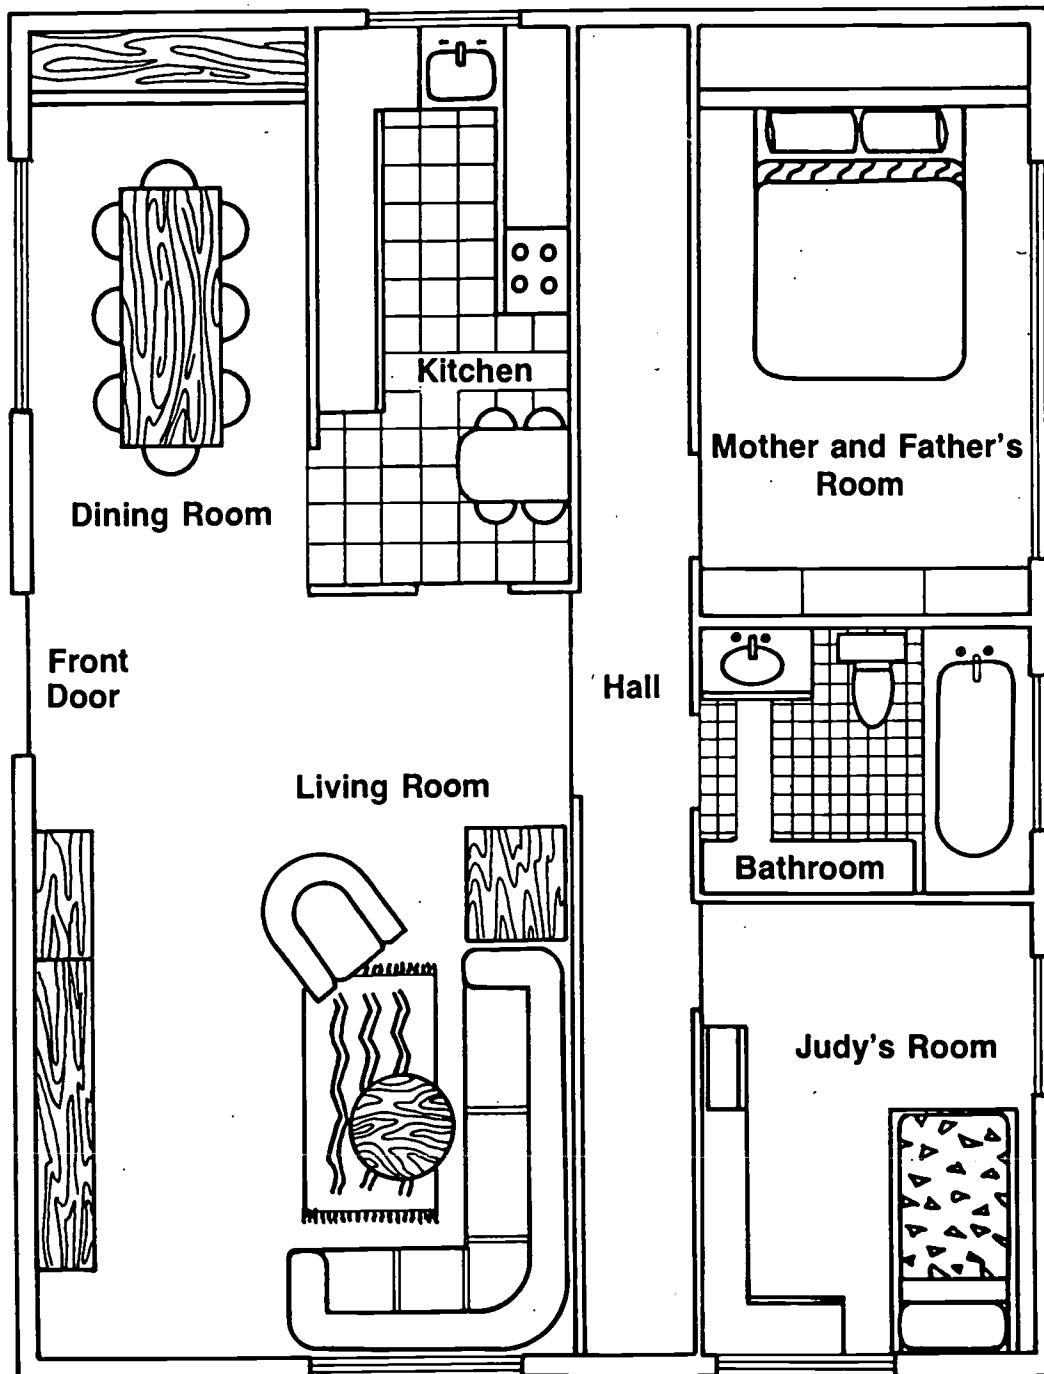 Kitchen
Mother and Father's
Room
Dining Room
Front
Door
Hall
Living Room
Bathroom
Judy's Room